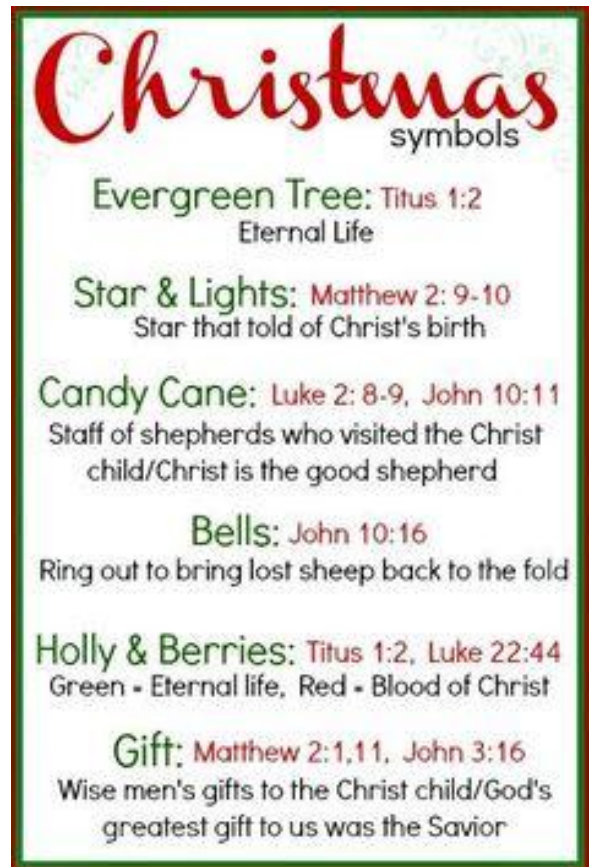 Christmas
symbols
Evergreen Tree: Titus 1:2
Eternal Life
Star & Lights: Matthew 2: 9-10
Star that told of Christ's birth
Candy Cane: Luke 2: 8-9, John 10:11
Staff of shepherds who visited the Christ
child/Christ is the good shepherd
Bells: John 10:16
Ring out to bring lost sheep back to the fold
Holly & Berries: Titus 1:2, Luke 22:44
Green - Eternal life, Red - Blood of Christ
Gift: Matthew 2:1,11, John 3:16
Wise men's gifts to the Christ child/God's
greatest gift to us was the Savior